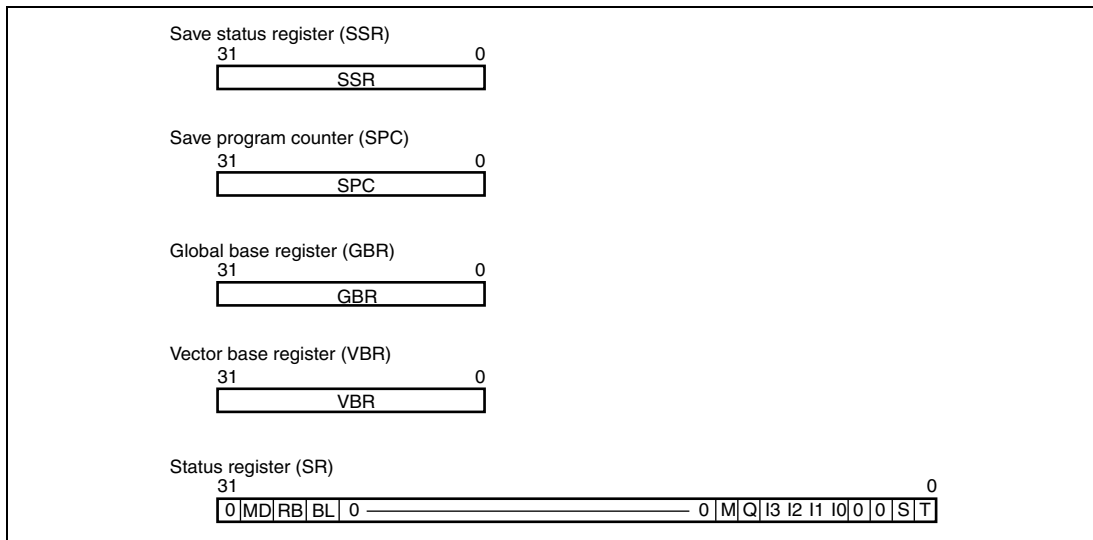 Save status register (SSR)
31 0
SSR
Save program counter (SPC)
31 0
SPC
Global base register (GBR)
31 0
GBR
Vector base register (VBR)
31 0
VBR
Status register (SR)
31 0
0 MD RB BL 0 0 M Q I3 I2 I1 I0 0 0 S T